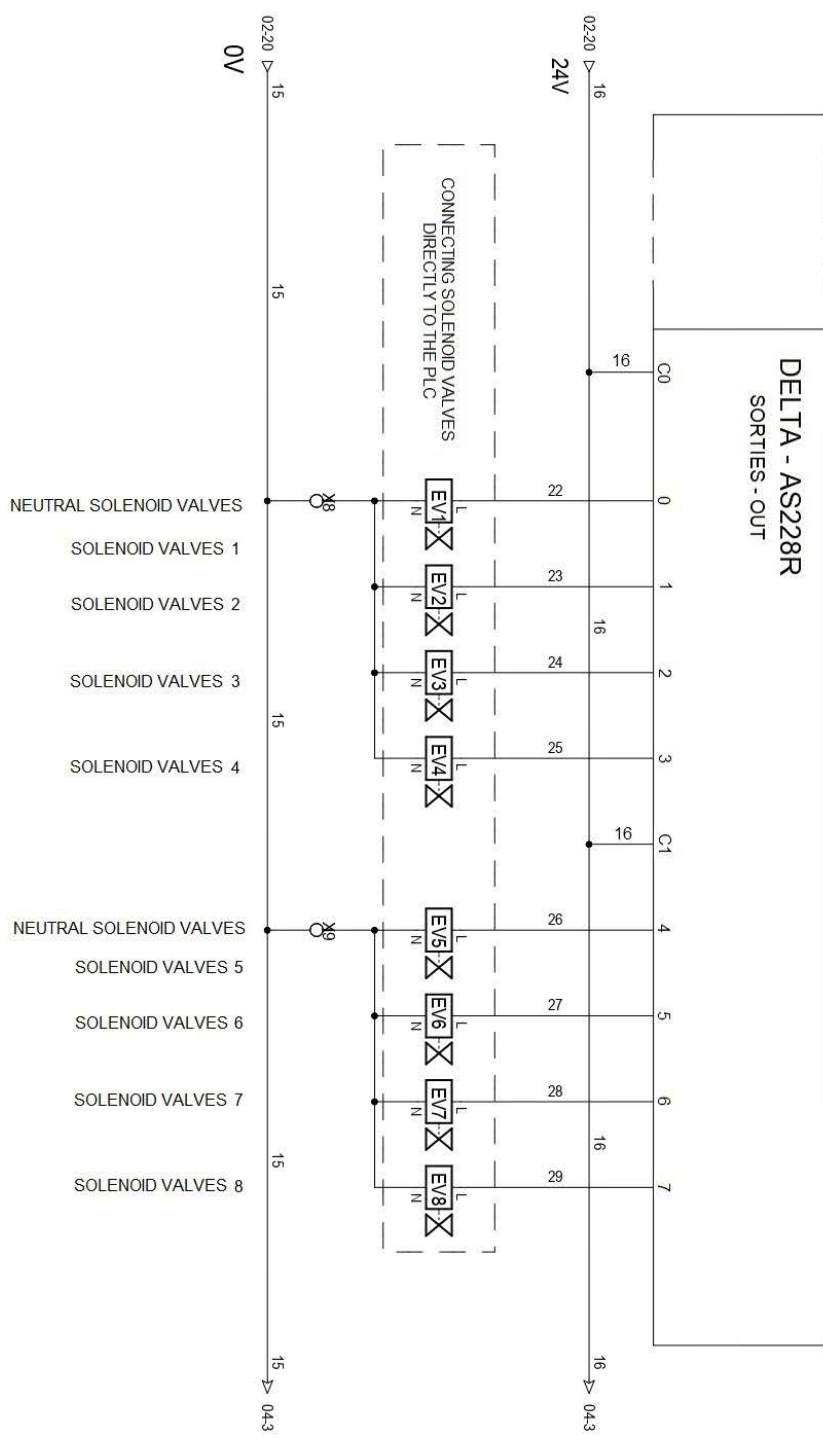 DELTA - AS228R
SORTIES - OUT
02-20
16
24V
16
16
16
16
16
04-3
C0
0
1
2
3
C1
4
5
6
7
22
23
24
25
26
27
28
29
CONNECTING SOLENOID VALVES
DIRECTLY TO THE PLC
L
EV1
N
L
EV2
N
L
EV3
N
L
EV4
N
L
EV5
N
L
EV6
N
L
EV7
N
L
EV8
N
X8
X9
02-20
15
0V
15
15
15
15
04-3
NEUTRAL SOLENOID VALVES
SOLENOID VALVES 1
SOLENOID VALVES 2
SOLENOID VALVES 3
SOLENOID VALVES 4
NEUTRAL SOLENOID VALVES
SOLENOID VALVES 5
SOLENOID VALVES 6
SOLENOID VALVES 7
SOLENOID VALVES 8